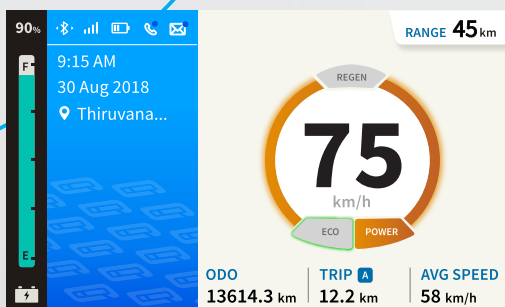 90%
F
E
9:15 AM
30 Aug 2018
Thiruvana...
RANGE 45 km
REGEN
75
km/h
ECO
POWER
ODO
13614.3 km
TRIP A
12.2 km
AVG SPEED
58 km/h